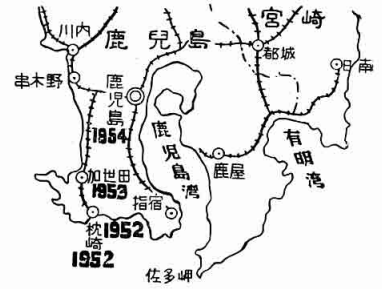 川内
鹿児島
宮崎
都城
日南
串木野
鹿児島
1954
鹿児島湾
有明湾
鹿屋
加世田
1953
指宿
1952
枕崎
1952
佐多岬